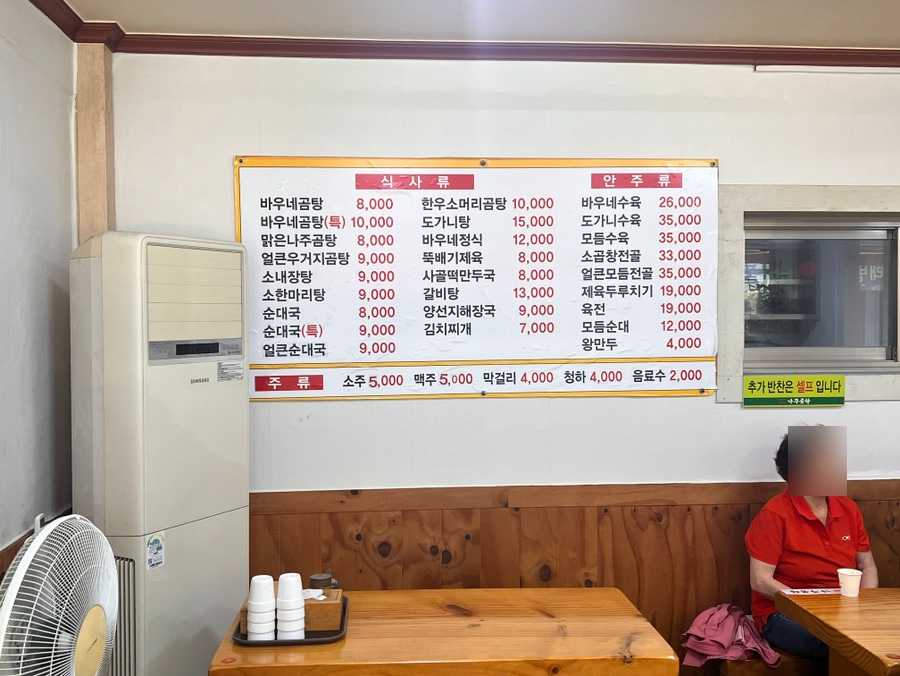 식 사 류
바우네곰탕 8,000
바우네곰탕(특) 10,000
맑은나주곰탕 8,000
얼큰우거지곰탕 9,000
소내장탕 9,000
소한마리탕 9,000
순대국 8,000
순대국(특) 9,000
얼큰순대국 9,000
한우소머리곰탕 10,000
도가니탕 15,000
바우네정식 12,000
뚝배기제육 8,000
사골떡만두국 8,000
갈비탕 13,000
양선지해장국 9,000
김치찌개 7,000
안 주 류
바우네수육 26,000
도가니수육 35,000
모듬수육 35,000
소곱창전골 33,000
얼큰모듬전골 35,000
제육두루치기 19,000
육전 19,000
모듬순대 12,000
왕만두 4,000
주 류 소주 5,000 맥주 5,000 막걸리 4,000 청하 4,000 음료수 2,000
추가 반찬은 셀프 입니다
나주곰탕
SAMSUNG